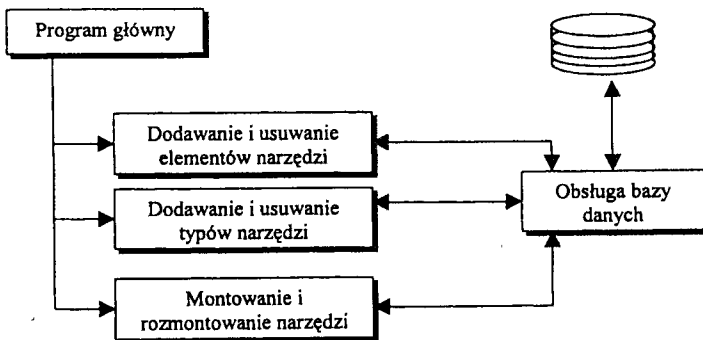 Program główny
Dodawanie i usuwanie
elementów narzędzi
Dodawanie i usuwanie
typów narzędzi
Obsługa bazy
danych
Montowanie i
rozmontowanie narzędzi